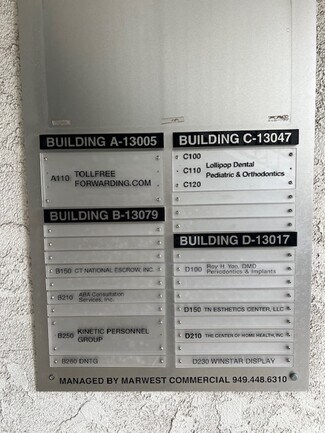 BUILDING A-13005
A110 TOLLFREE
FORWARDING.COM
BUILDING B-13079
B150 CT NATIONAL ESCROW, INC.
B210 ABA Consultation
Services, Inc.
B250 KINETIC PERSONNEL
GROUP
B260 DNTG
BUILDING C-13047
C100
C110 Lollipop Dental
Pediatric & Orthodontics
C120
BUILDING D-13017
D100 Roy H. Yoo, DMD
Periodontics & Implants
D150 TN ESTHETICS CENTER, LLC
D210 THE CENTER OF HOME HEALTH, INC.
D230 WINSTAR DISPLAY
MANAGED BY MARWEST COMMERCIAL 949.448.6310